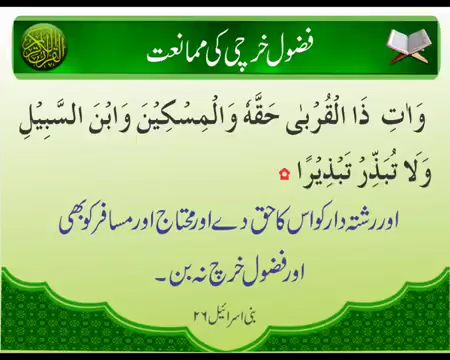 فضول خرچی کی ممانعت
وَاٰتِ ذَا الْقُرْبٰی حَقَّهٗ وَالْمِسْكِیْنَ وَابْنَ السَّبِیْلِ
وَلَا تُبَذِّرْ تَبْذِیْرًا
اور رشتہ دار کو اس کا حق دے اور محتاج اور مسافر کو بھی
اور فضول خرچ نہ بن۔
بنی اسرائیل ۲۶